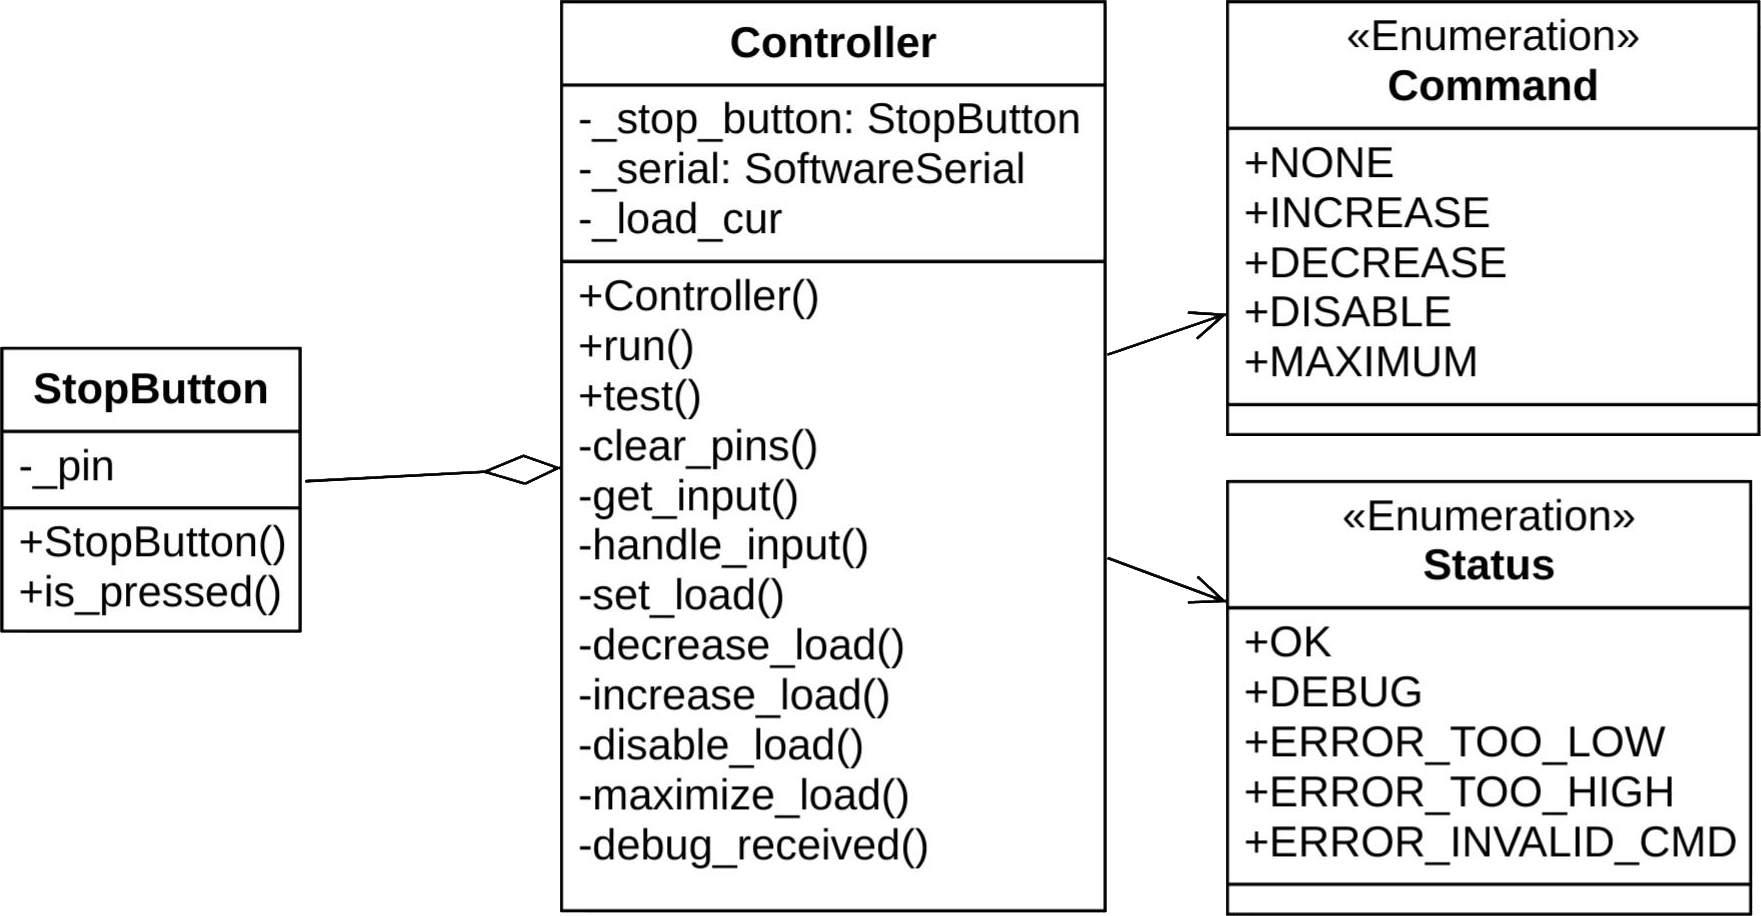 StopButton
-_pin
+StopButton()
+is_pressed()
Controller
-_stop_button: StopButton
-_serial: SoftwareSerial
-_load_cur
+Controller()
+run()
+test()
-clear_pins()
-get_input()
-handle_input()
-set_load()
-decrease_load()
-increase_load()
-disable_load()
-maximize_load()
-debug_received()
«Enumeration»
Command
+NONE
+INCREASE
+DECREASE
+DISABLE
+MAXIMUM
«Enumeration»
Status
+OK
+DEBUG
+ERROR_TOO_LOW
+ERROR_TOO_HIGH
+ERROR_INVALID_CMD